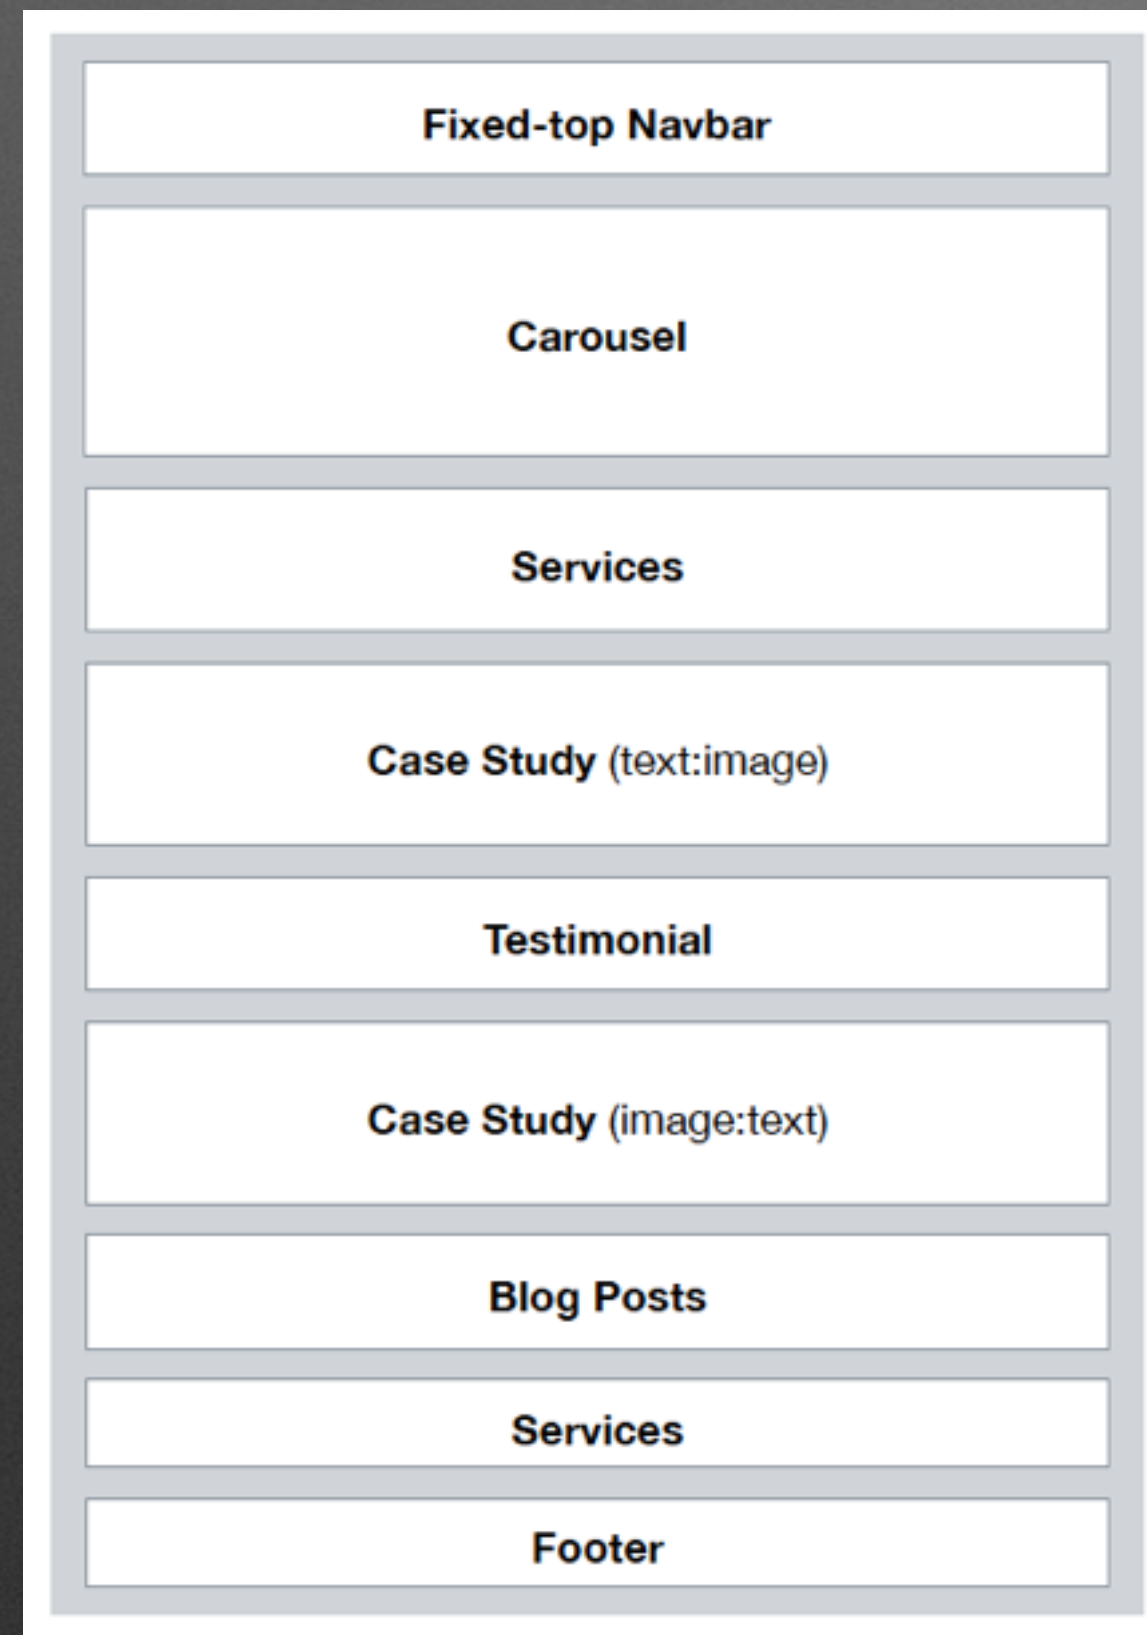 Fixed-top Navbar
Carousel
Services
Case Study (text:image)
Testimonial
Case Study (image:text)
Blog Posts
Services
Footer